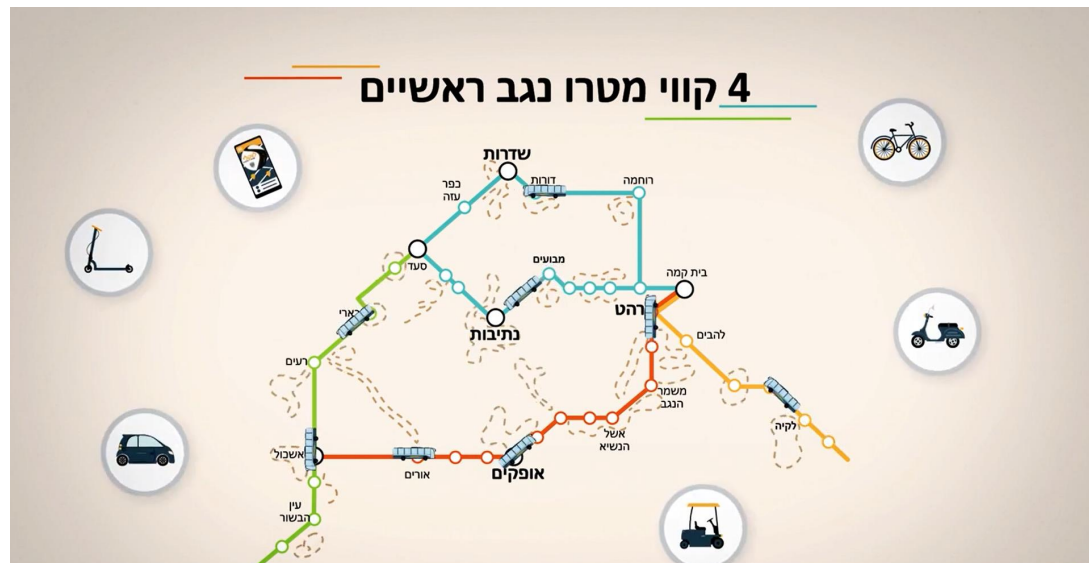 4 קווי מטרו נגב ראשיים
שדרות
דורות
רוחמה
כפר
עזה
סעד
מבועים
בית קמה
נתיבות
רהט
להבים
רעים
משמר
הנגב
אשל
הנשיא
לקיה
אשכול
אורים
אופקים
עין
הבשור